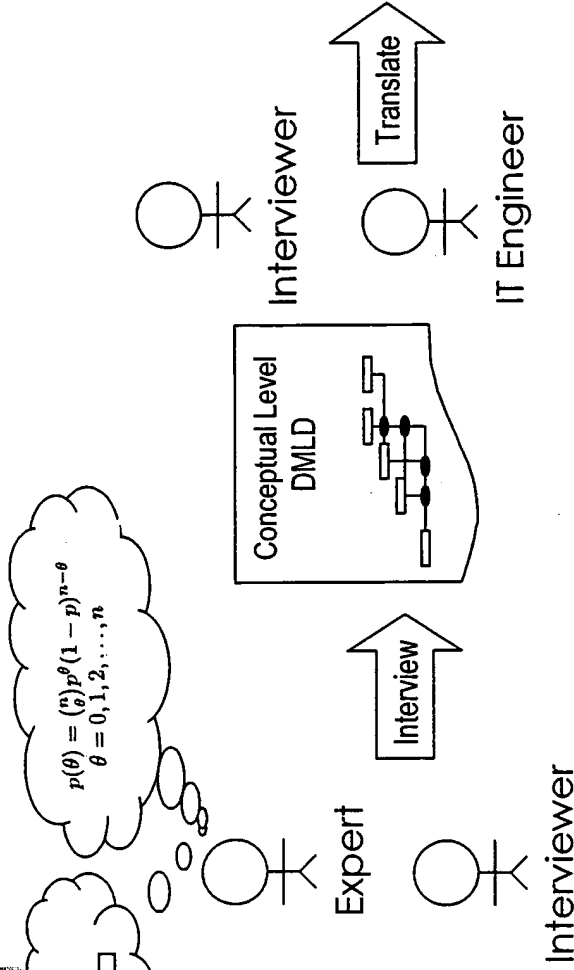 p(θ) = (n θ)p^θ(1 − p)^{n−θ}
θ = 0, 1, 2, . . . , n
Expert
Interviewer
Interview
Conceptual Level
DMLD
Interviewer
IT Engineer
Translate